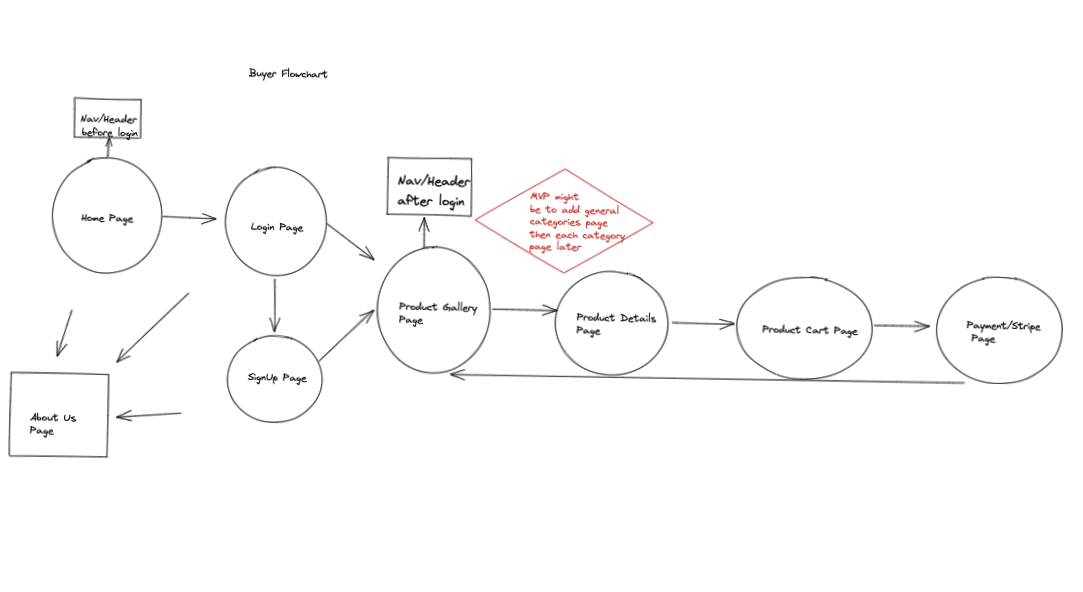 Buyer Flowchart
Nav/Header
before login
Home Page
Login Page
Nav/Header
after login
MVP might
be to add general
categories page
then each category
page later
Product Gallery
Page
Product Details
Page
Product Cart Page
Payment/Stripe
Page
SignUp Page
About Us
Page